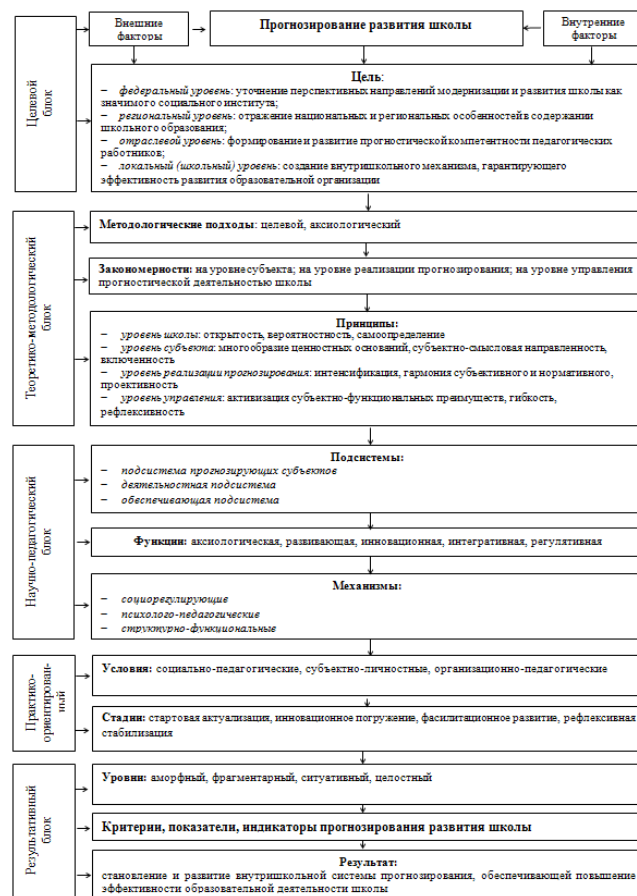 Внешние факторы
Прогнозирование развития школы
Внутренние факторы
Целевой блок
Цель:
– федеральный уровень: уточнение перспективных направлений модернизации и развития школы как
значимого социального института;
– региональный уровень: отражение национальных и региональных особенностей в содержании
школьного образования;
– отраслевой уровень: формирование и развитие прогностической компетентности педагогических
работников;
– локальный (школьный) уровень: создание внутришкольного механизма, гарантирующего
эффективность развития образовательной организации
Теоретико-методологический блок
Методологические подходы: целевой, аксиологический
Закономерности: на уровне субъекта; на уровне реализации прогнозирования; на уровне управления
прогностической деятельностью школы
Принципы:
– уровень школы: открытость, вероятностность, самоопределение
– уровень субъекта: многообразие ценностных оснований, субъектно-смысловая направленность,
включенность
– уровень реализации прогнозирования: интенсификация, гармония субъективного и нормативного,
проективность
– уровень управления: активизация субъектно-функциональных преимуществ, гибкость,
рефлексивность
Научно-педагогический блок
Подсистемы:
– подсистема прогнозирующих субъектов
– деятельностная подсистема
– обеспечивающая подсистема
Функции: аксиологическая, развивающая, инновационная, интегративная, регулятивная
Механизмы:
– социорегулирующие
– психолого-педагогические
– структурно-функциональные
Практико-
ориентирован-
ный
Условия: социально-педагогические, субъектно-личностные, организационно-педагогические
Стадии: стартовая актуализация, инновационное погружение, фасилитационное развитие, рефлексивная
стабилизация
Результативный блок
Уровни: аморфный, фрагментарный, ситуативный, целостный
Критерии, показатели, индикаторы прогнозирования развития школы
Результат:
становление и развитие внутришкольной системы прогнозирования, обеспечивающей повышение
эффективности образовательной деятельности школы